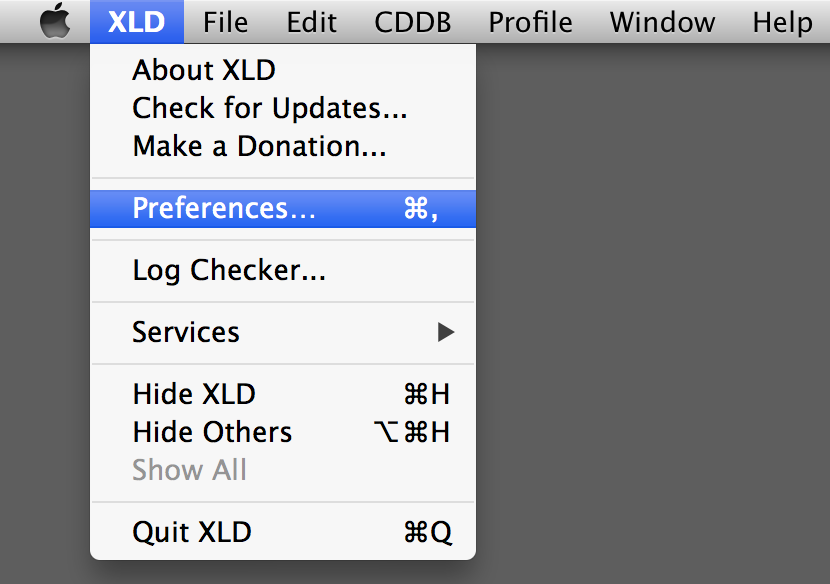 XLD File Edit CDDB Profile Window Help
About XLD
Check for Updates...
Make a Donation...
Preferences... ⌘,
Log Checker...
Services ▶
Hide XLD ⌘H
Hide Others ⌥⌘H
Show All
Quit XLD ⌘Q